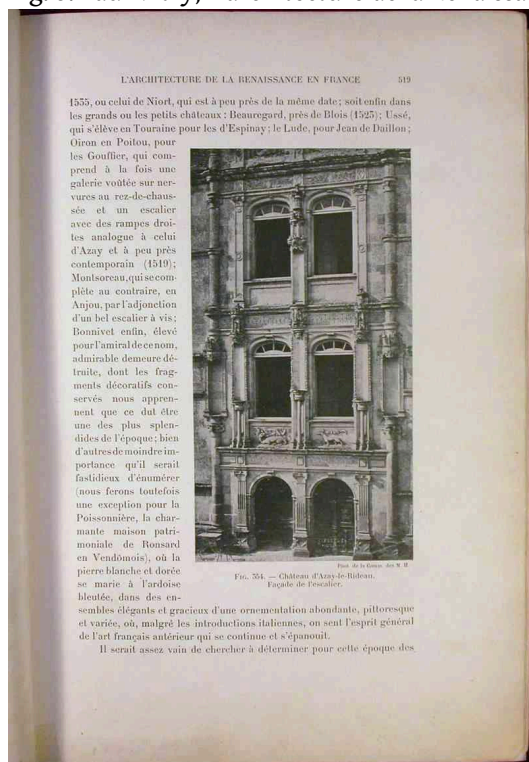 L'ARCHITECTURE DE LA RENAISSANCE EN FRANCE 519
1535, ou celui de Niort, qui est à peu près de la même date; soit enfin dans
les grands ou les petits châteaux : Beauregard, près de Blois (1525); Ussé,
qui s'élève en Touraine pour les d'Espinay; le Lude, pour Jean de Daillon;
Oiron en Poitou, pour
les Gouffier, qui com-
prend à la fois une
galerie voûtée sur ner-
vures au rez-de-chaus-
sée et un escalier
avec des rampes droi-
tes analogue à celui
d'Azay et à peu près
contemporain (1519);
Montsoreau, qui se com-
plète au contraire, en
Anjou, par l'adjonction
d'un bel escalier à vis;
Bonnivet enfin, élevé
pour l'amiral de ce nom,
admirable demeure dé-
truite, dont les frag-
ments décoratifs con-
servés nous appren-
nent que ce dut être
une des plus splen-
dides de l'époque; bien
d'autres de moindre im-
portance qu'il serait
fastidieux d'énumérer
(nous ferons toutefois
une exception pour la
Poissonnière, la char-
mante maison patri-
moniale de Ronsard
en Vendômois), où la
pierre blanche et dorée
se marie à l'ardoise
bleutée, dans des en-
sembles élégants et gracieux d'une ornementation abondante, pittoresque
et variée, où, malgré les introductions italiennes, on sent l'esprit général
de l'art français antérieur qui se continue et s'épanouit.
Il serait assez vain de chercher à déterminer pour cette époque des
Phot. de la Comm. des M. H.
FIG. 354. — Château d'Azay-le-Rideau.
Façade de l'escalier.